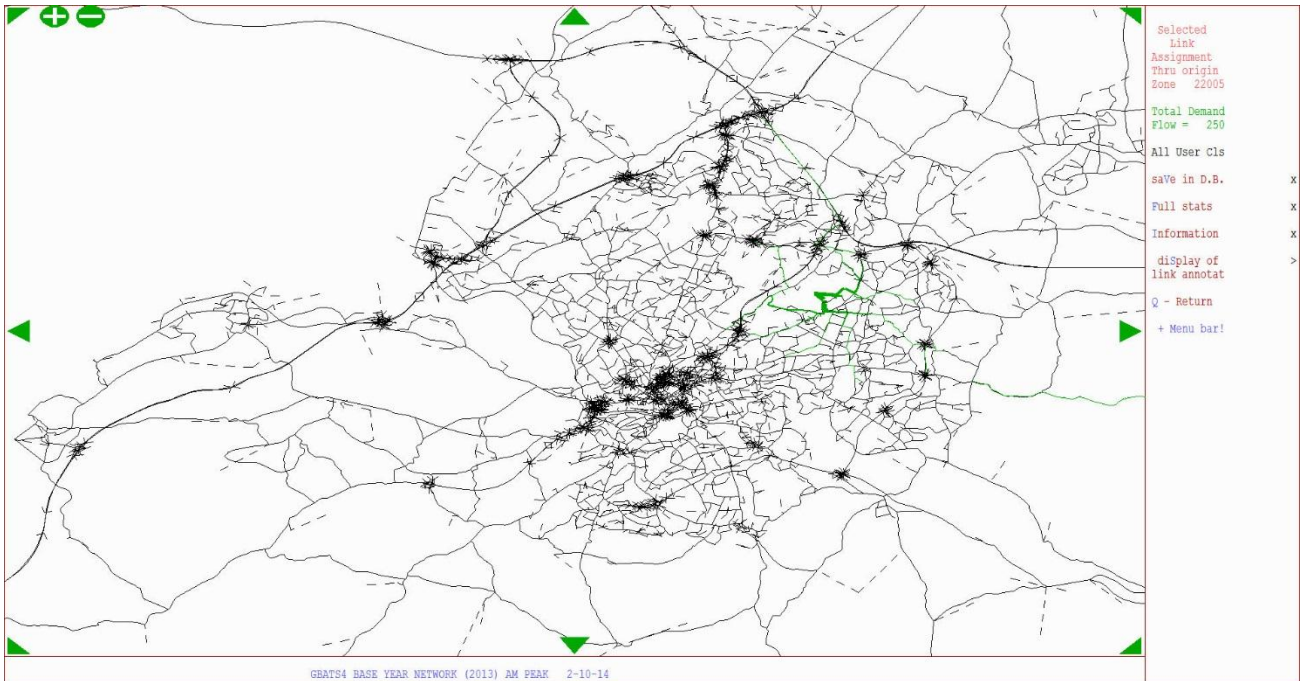 Selected
Link
Assignment
Thru origin
Zone 22005
Total Demand
Flow = 250
All User Cls
saVe in D.B. x
Full stats x
Information x
diSplay of >
link annotat
Q - Return
+ Menu bar!
GBATS4 BASE YEAR NETWORK (2013) AM PEAK 2-10-14